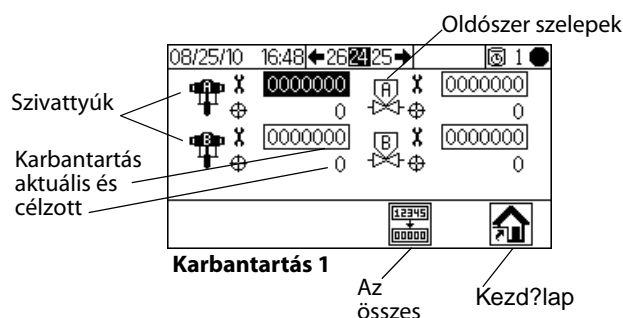 Oldószer szelepek
08/25/10 16:48 26 24 25 1
Szivattyúk
A 0000000 A 0000000
0 0
B 0000000 B 0000000
0 0
Karbantartás
aktuális és
célzott
12345
00000
Karbantartás 1
Az
összes
Kezd?lap